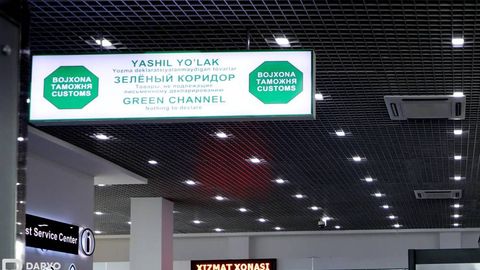 YASHIL YO'LAK
Yozma deklaratsiyalanmaydigan tovarlar
ЗЕЛЁНЫЙ КОРИДОР
Товары, не подлежащие
письменному декларированию
GREEN CHANNEL
Nothing to declare
BOJXONA
ТАМОЖНЯ
CUSTOMS
BOJXONA
ТАМОЖНЯ
CUSTOMS
st Service Center
i
DARYO
XIZMAT XONASI